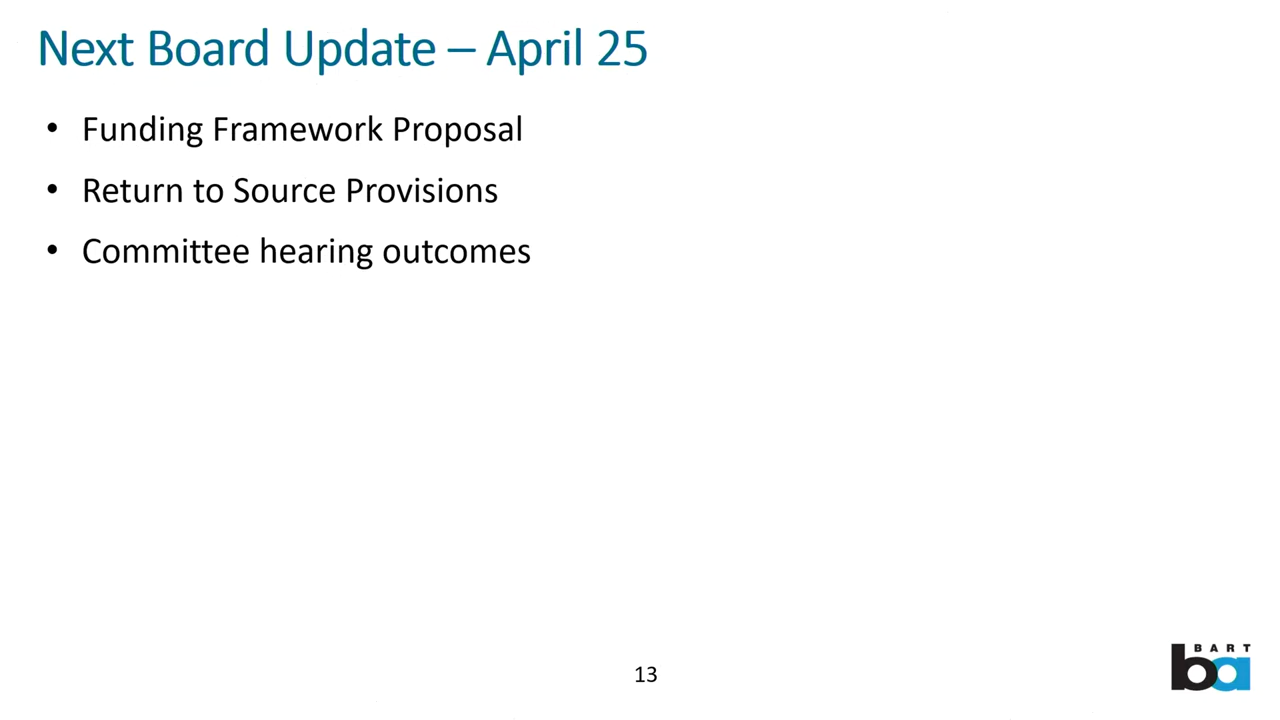 Next Board Update – April 25
• Funding Framework Proposal
• Return to Source Provisions
• Committee hearing outcomes
13
BART
ba